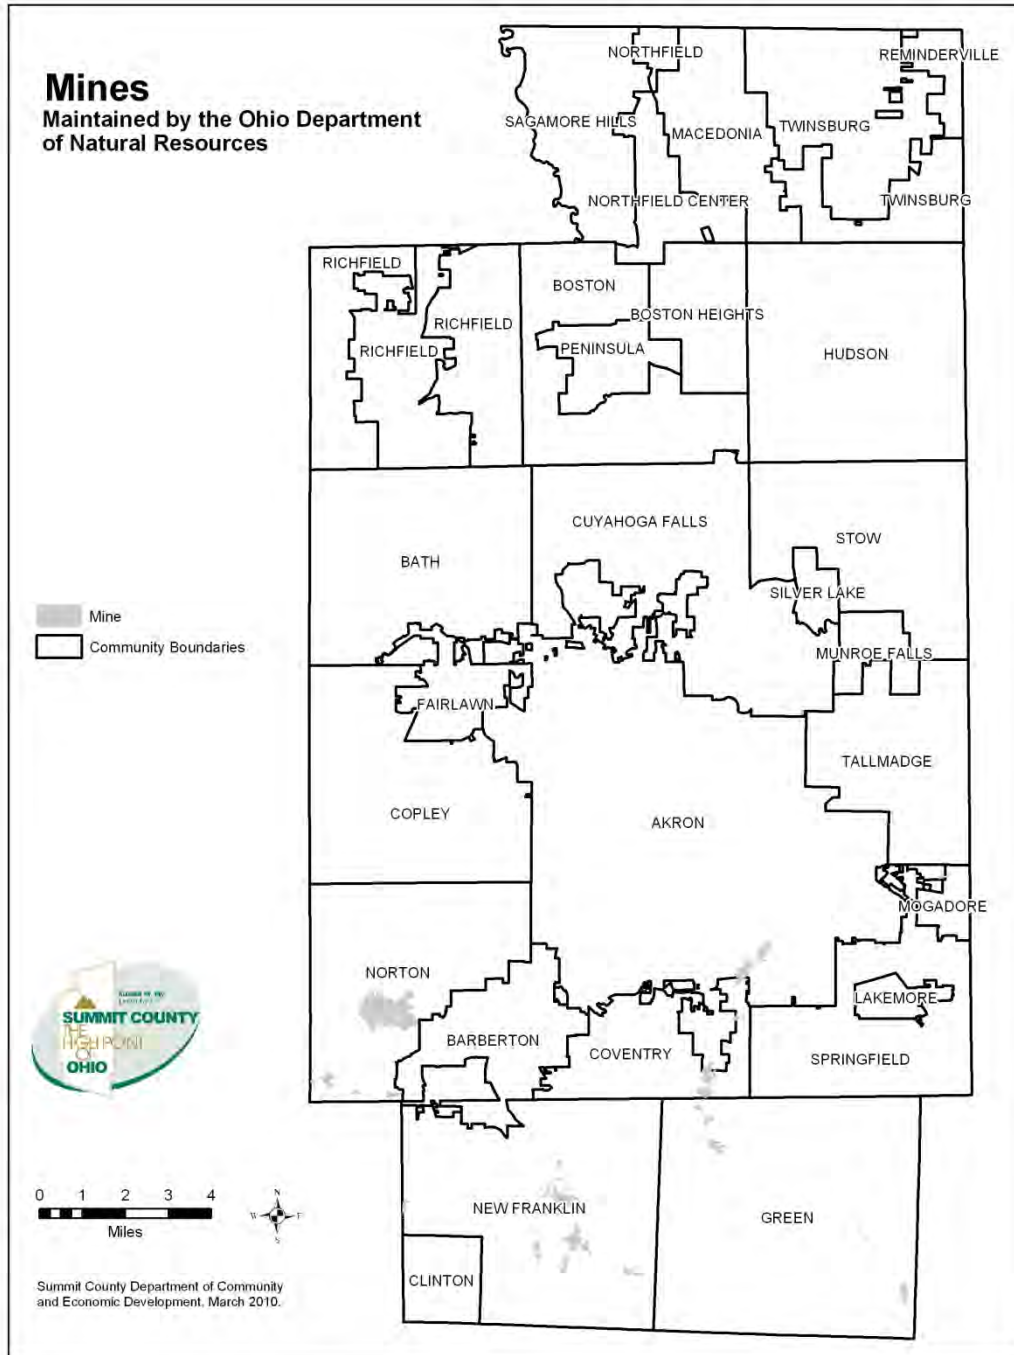 Mines
Maintained by the Ohio Department
of Natural Resources
NORTHFIELD
REMINDERVILLE
SAGAMORE HILLS
MACEDONIA
TWINSBURG
NORTHFIELD CENTER
TWINSBURG
RICHFIELD
BOSTON
BOSTON HEIGHTS
RICHFIELD
RICHFIELD
PENINSULA
HUDSON
CUYAHOGA FALLS
STOW
BATH
SILVER LAKE
Mine
Community Boundaries
MUNROE FALLS
FAIRLAWN
TALLMADGE
COPLEY
AKRON
MOGADORE
NORTON
LAKEMORE
SUMMIT COUNTY
THE
HIGH POINT
OF
OHIO
BARBERTON
COVENTRY
SPRINGFIELD
0 1 2 3 4
Miles
N
W
E
S
NEW FRANKLIN
GREEN
CLINTON
Summit County Department of Community
and Economic Development. March 2010.